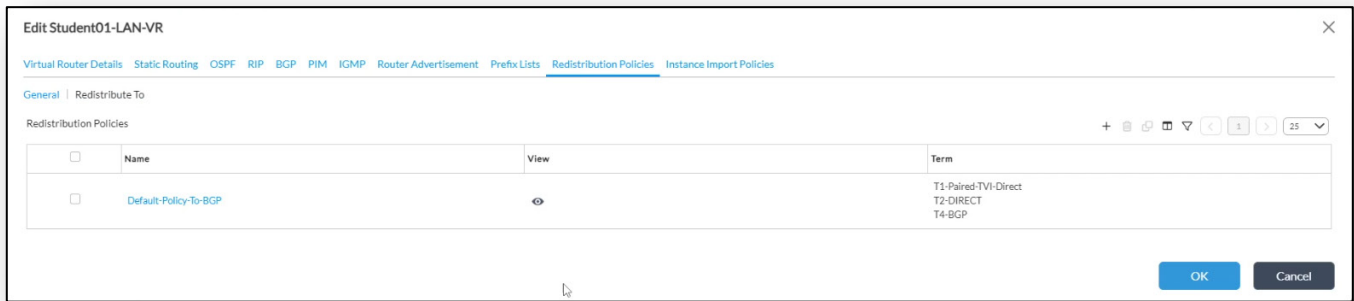 Edit Student01-LAN-VR
Virtual Router Details Static Routing OSPF RIP BGP PIM IGMP Router Advertisement Prefix Lists Redistribution Policies Instance Import Policies
General | Redistribute To
Redistribution Policies 1 25
Name View Term
Default-Policy-To-BGP
T1-Paired-TVI-Direct
T2-DIRECT
T4-BGP
OK Cancel